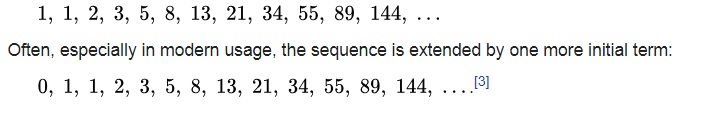 1, 1, 2, 3, 5, 8, 13, 21, 34, 55, 89, 144, ...
Often, especially in modern usage, the sequence is extended by one more initial term:
0, 1, 1, 2, 3, 5, 8, 13, 21, 34, 55, 89, 144, ....[3]